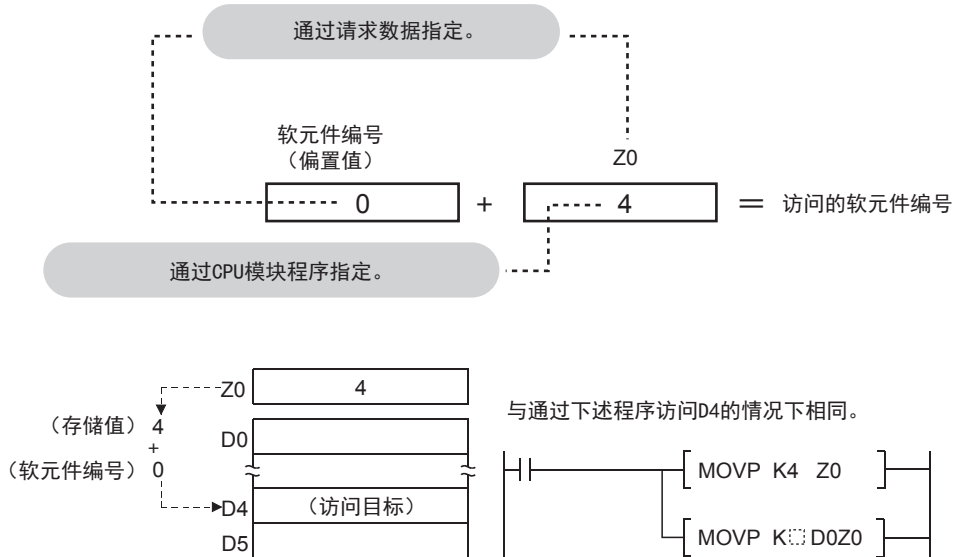 通过请求数据指定。
软元件编号
（偏置值）
Z0
0 + 4 = 访问的软元件编号
通过CPU模块程序指定。
Z0 4
（存储值） 4
+
（软元件编号） 0
D0
D4 （访问目标）
D5
与通过下述程序访问D4的情况下相同。
MOVP K4 Z0
MOVP K D0Z0